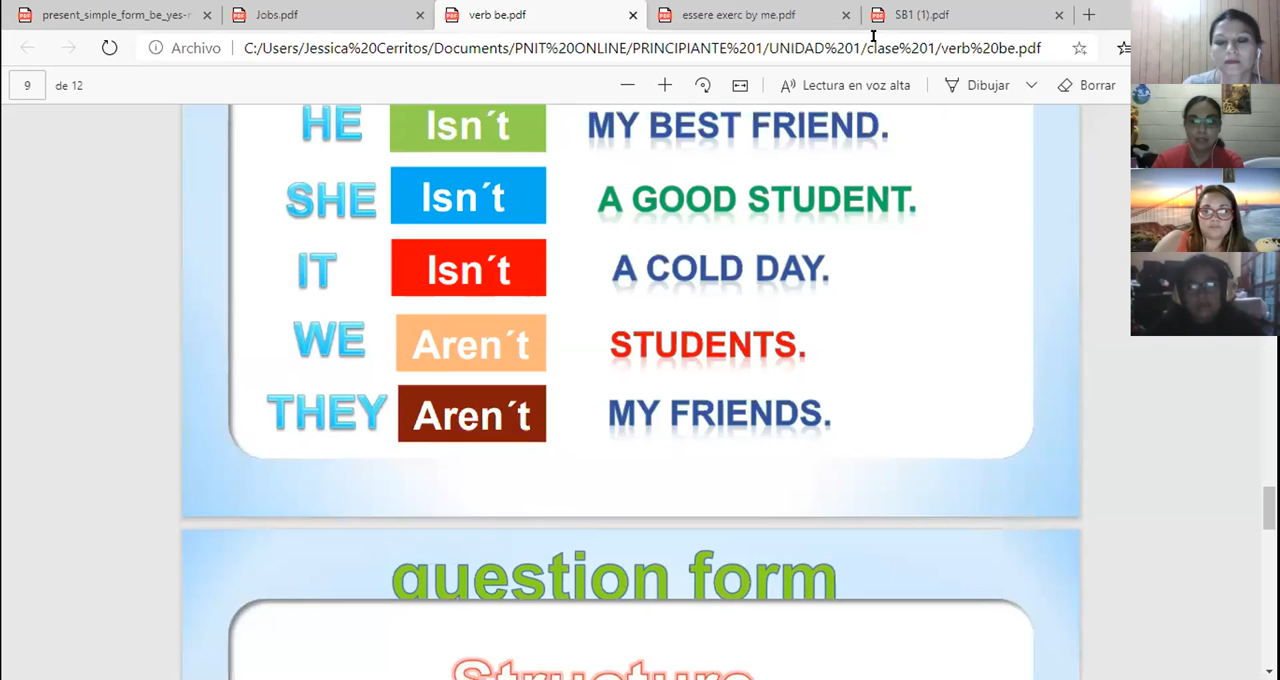 present_simple_form_be_yes-r
Jobs.pdf
verb be.pdf
essere exerc by me.pdf
SB1 (1).pdf
Archivo
C:/Users/Jessica%20Cerritos/Documents/PNIT%20ONLINE/PRINCIPIANTE%201/UNIDAD%201/clase%201/verb%20be.pdf
9 de 12
Lectura en voz alta
Dibujar
Borrar
HE Isn´t MY BEST FRIEND.
SHE Isn´t A GOOD STUDENT.
IT Isn´t A COLD DAY.
WE Aren´t STUDENTS.
THEY Aren´t MY FRIENDS.
question form
Structure